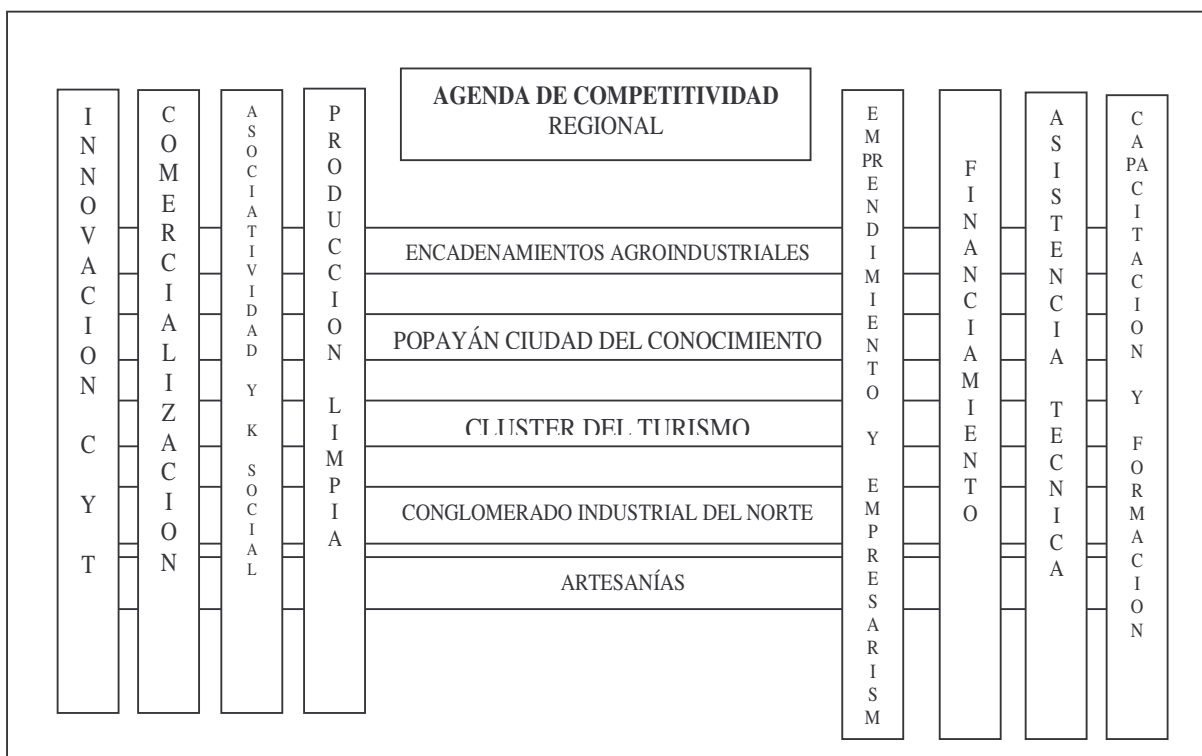 INNOVACION C Y T
COMERCIALIZACION
ASOCIATIVIDAD Y K SOCIAL
PRODUCCION LIMPIA
AGENDA DE COMPETITIVIDAD
REGIONAL
ENCADENAMIENTOS AGROINDUSTRIALES
POPAYÁN CIUDAD DEL CONOCIMIENTO
CLUSTER DEL TURISMO
CONGLOMERADO INDUSTRIAL DEL NORTE
ARTESANÍAS
EMPRENDIMIENTO Y EMPRESARISM
FINANCIAMIENTO
ASISTENCIA TECNICA
CAPACITACION Y FORMACION